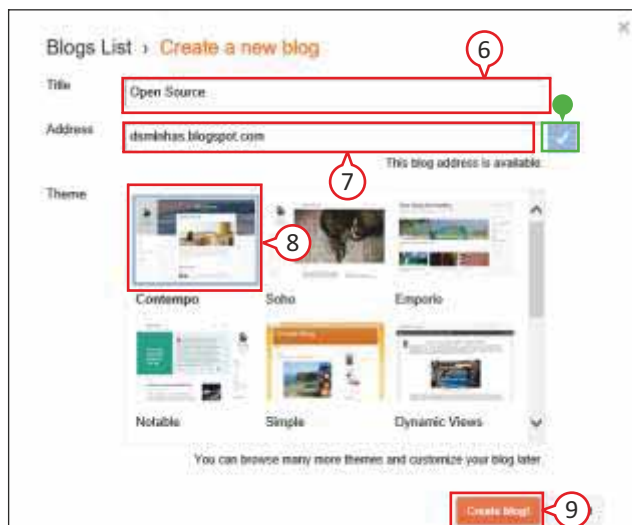 Blogs List › Create a new blog
6
Title
Open Source
Address
dsminhas.blogspot.com
This blog address is available.
7
Theme
8
Contempo
Soho
Emporio
Notable
Simple
Dynamic Views
You can browse many more themes and customize your blog later.
Create blog!
9